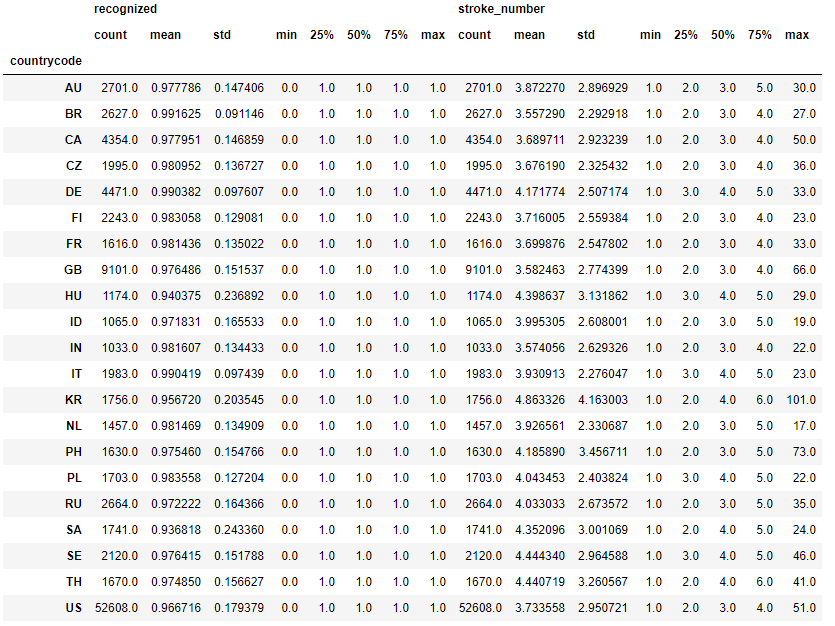 recognized stroke_number
count mean std min 25% 50% 75% max count mean std min 25% 50% 75% max
countrycode
AU 2701.0 0.977786 0.147406 0.0 1.0 1.0 1.0 1.0 2701.0 3.872270 2.896929 1.0 2.0 3.0 5.0 30.0
BR 2627.0 0.991625 0.091146 0.0 1.0 1.0 1.0 1.0 2627.0 3.557290 2.292918 1.0 2.0 3.0 4.0 27.0
CA 4354.0 0.977951 0.146859 0.0 1.0 1.0 1.0 1.0 4354.0 3.689711 2.923239 1.0 2.0 3.0 4.0 50.0
CZ 1995.0 0.980952 0.136727 0.0 1.0 1.0 1.0 1.0 1995.0 3.676190 2.325432 1.0 2.0 3.0 4.0 36.0
DE 4471.0 0.990382 0.097607 0.0 1.0 1.0 1.0 1.0 4471.0 4.171774 2.507174 1.0 3.0 4.0 5.0 33.0
FI 2243.0 0.983058 0.129081 0.0 1.0 1.0 1.0 1.0 2243.0 3.716005 2.559384 1.0 2.0 3.0 4.0 23.0
FR 1616.0 0.981436 0.135022 0.0 1.0 1.0 1.0 1.0 1616.0 3.699876 2.547802 1.0 2.0 3.0 4.0 33.0
GB 9101.0 0.976486 0.151537 0.0 1.0 1.0 1.0 1.0 9101.0 3.582463 2.774399 1.0 2.0 3.0 4.0 66.0
HU 1174.0 0.940375 0.236892 0.0 1.0 1.0 1.0 1.0 1174.0 4.398637 3.131862 1.0 3.0 4.0 5.0 29.0
ID 1065.0 0.971831 0.165533 0.0 1.0 1.0 1.0 1.0 1065.0 3.995305 2.608001 1.0 2.0 3.0 5.0 19.0
IN 1033.0 0.981607 0.134433 0.0 1.0 1.0 1.0 1.0 1033.0 3.574056 2.629326 1.0 2.0 3.0 4.0 22.0
IT 1983.0 0.990419 0.097439 0.0 1.0 1.0 1.0 1.0 1983.0 3.930913 2.276047 1.0 3.0 4.0 5.0 23.0
KR 1756.0 0.956720 0.203545 0.0 1.0 1.0 1.0 1.0 1756.0 4.863326 4.163003 1.0 2.0 4.0 6.0 101.0
NL 1457.0 0.981469 0.134909 0.0 1.0 1.0 1.0 1.0 1457.0 3.926561 2.330687 1.0 2.0 3.0 5.0 17.0
PH 1630.0 0.975460 0.154766 0.0 1.0 1.0 1.0 1.0 1630.0 4.185890 3.456711 1.0 2.0 3.0 5.0 73.0
PL 1703.0 0.983558 0.127204 0.0 1.0 1.0 1.0 1.0 1703.0 4.043453 2.403824 1.0 3.0 4.0 5.0 22.0
RU 2664.0 0.972222 0.164366 0.0 1.0 1.0 1.0 1.0 2664.0 4.033033 2.673572 1.0 2.0 3.0 5.0 35.0
SA 1741.0 0.936818 0.243360 0.0 1.0 1.0 1.0 1.0 1741.0 4.352096 3.001069 1.0 2.0 4.0 5.0 24.0
SE 2120.0 0.976415 0.151788 0.0 1.0 1.0 1.0 1.0 2120.0 4.444340 2.964588 1.0 3.0 4.0 5.0 46.0
TH 1670.0 0.974850 0.156627 0.0 1.0 1.0 1.0 1.0 1670.0 4.440719 3.260567 1.0 2.0 4.0 6.0 41.0
US 52608.0 0.966716 0.179379 0.0 1.0 1.0 1.0 1.0 52608.0 3.733558 2.950721 1.0 2.0 3.0 4.0 51.0